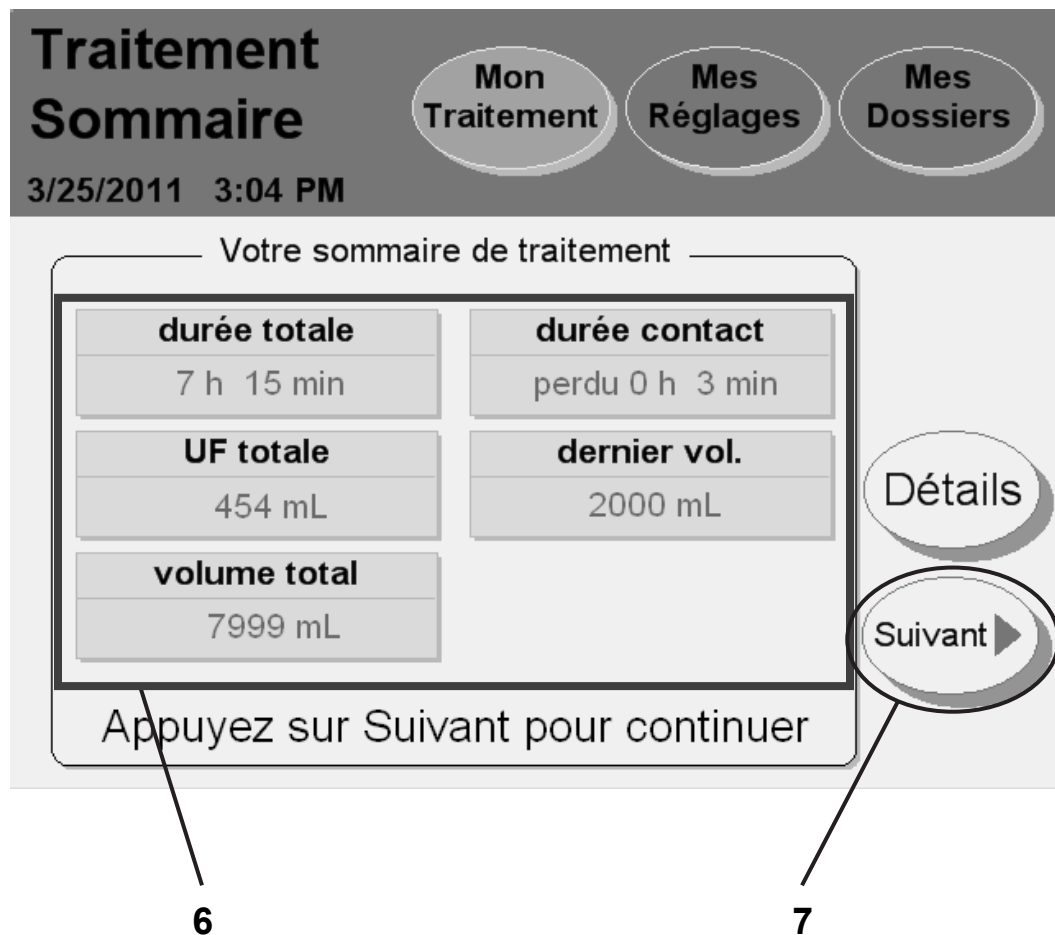 Traitement
Sommaire
3/25/2011 3:04 PM
Mon
Traitement
Mes
Réglages
Mes
Dossiers
Votre sommaire de traitement
durée totale
7 h 15 min
durée contact
perdu 0 h 3 min
UF totale
454 mL
dernier vol.
2000 mL
volume total
7999 mL
Détails
Suivant
Appuyez sur Suivant pour continuer
6
7